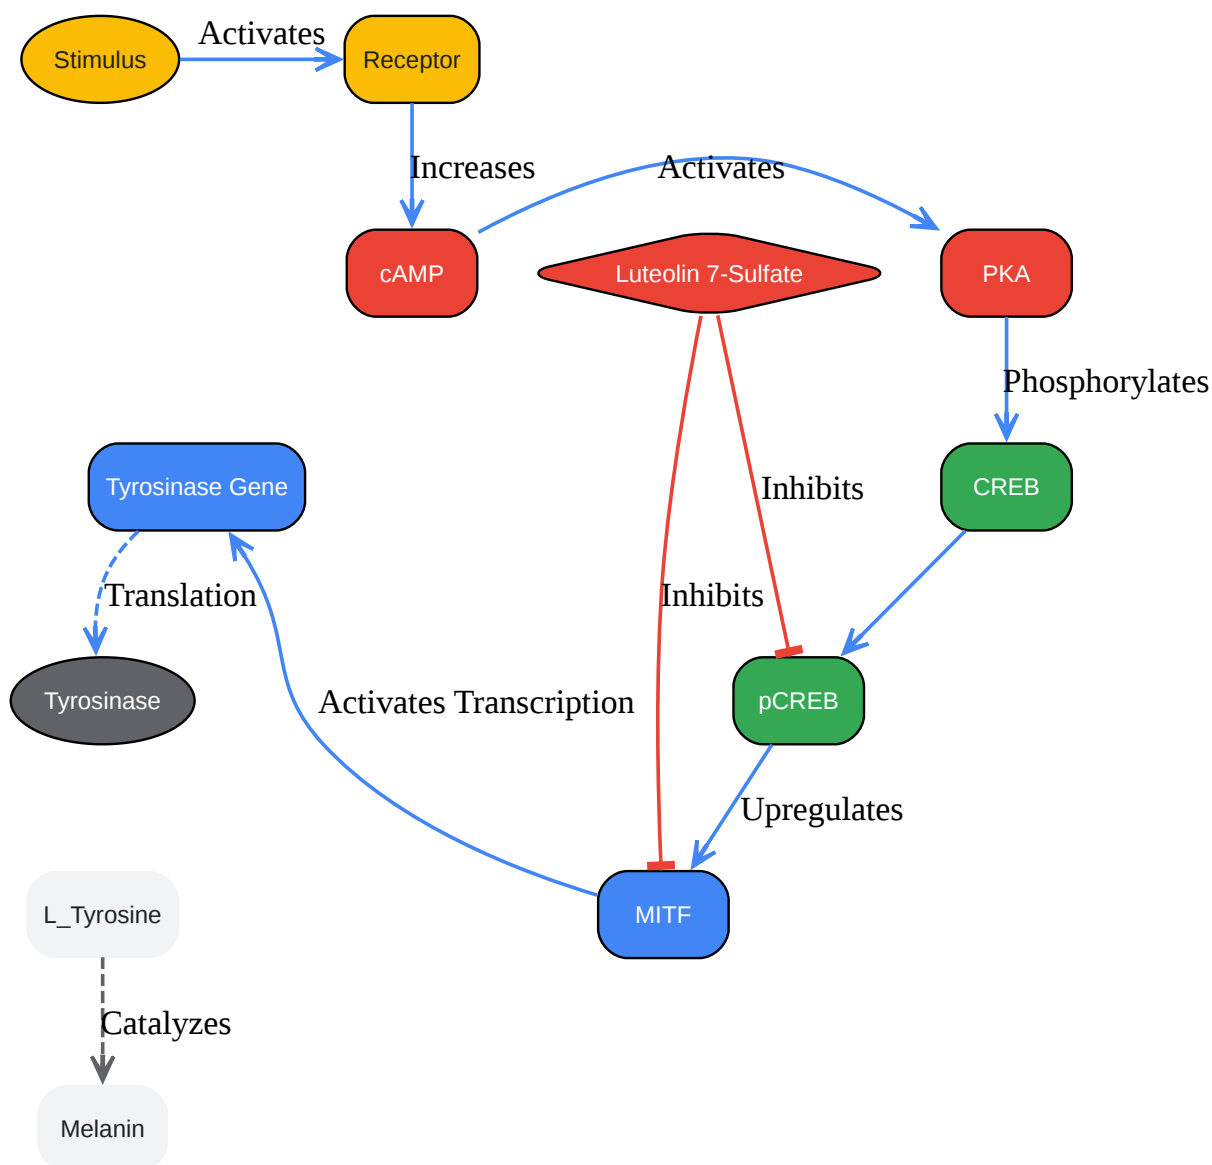 Activates
Stimulus
Receptor
Increases
Activates
cAMP
Luteolin 7-Sulfate
PKA
Phosphorylates
Tyrosinase Gene
Inhibits
CREB
Translation
Inhibits
Tyrosinase
Activates Transcription
pCREB
Upregulates
L_Tyrosine
MITF
Catalyzes
Melanin